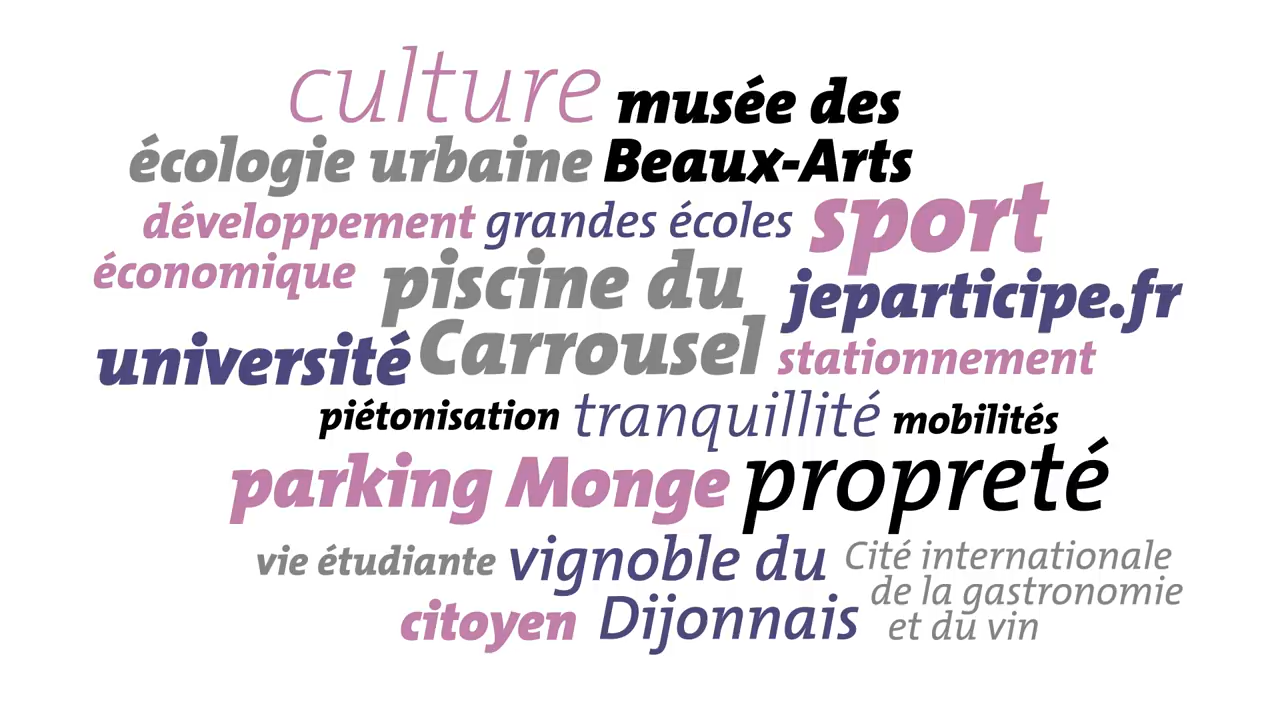 culture
musée des
Beaux-Arts
écologie urbaine
développement
économique
grandes écoles
sport
piscine du
Carrousel
jeparticipe.fr
université
stationnement
piétonisation
tranquillité
mobilités
parking Monge
propreté
vie étudiante
vignoble du
Dijonnais
Cité internationale
de la gastronomie
et du vin
citoyen